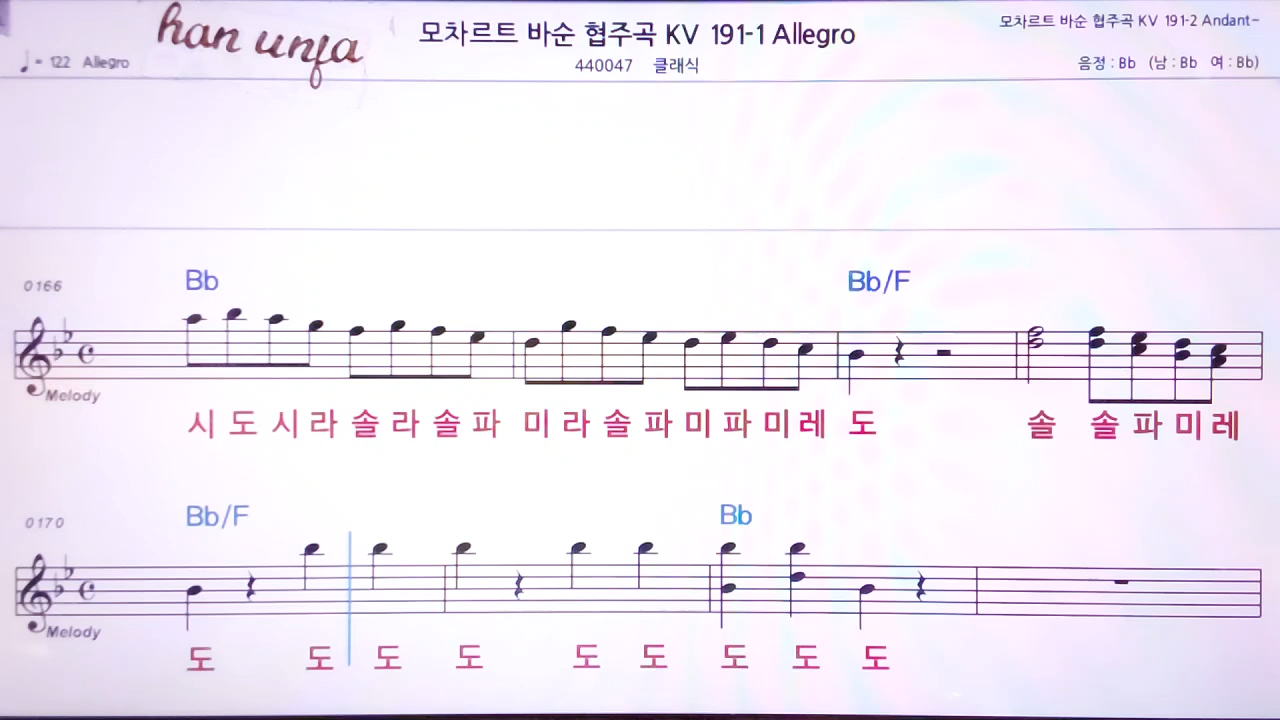 han unja
모차르트 바순 협주곡 KV 191-1 Allegro
모차르트 바순 협주곡 KV 191-2 Andant-
♩ = 122 Allegro
440047 클래식
음정 : Bb (남 : Bb 여 : Bb)
0166 Bb Bb/F
Melody
시 도 시 라 솔 라 솔 파 미 라 솔 파 미 파 미 레 도 솔 솔 파 미 레
0170 Bb/F Bb
Melody
도 도 도 도 도 도 도 도 도